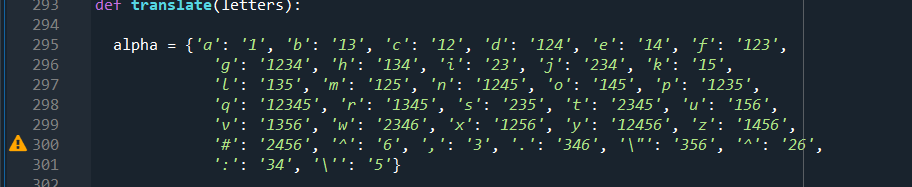 293 def translate(letters):
294
295 alpha = {'a': '1', 'b': '13', 'c': '12', 'd': '124', 'e': '14', 'f': '123',
296 'g': '1234', 'h': '134', 'i': '23', 'j': '234', 'k': '15',
297 'l': '135', 'm': '125', 'n': '1245', 'o': '145', 'p': '1235',
298 'q': '12345', 'r': '1345', 's': '235', 't': '2345', 'u': '156',
299 'v': '1356', 'w': '2346', 'x': '1256', 'y': '12456', 'z': '1456',
300 '#': '2456', '^': '6', ',': '3', '.': '346', '\"': '356', '^': '26',
301 ':': '34', '\'': '5'}
302